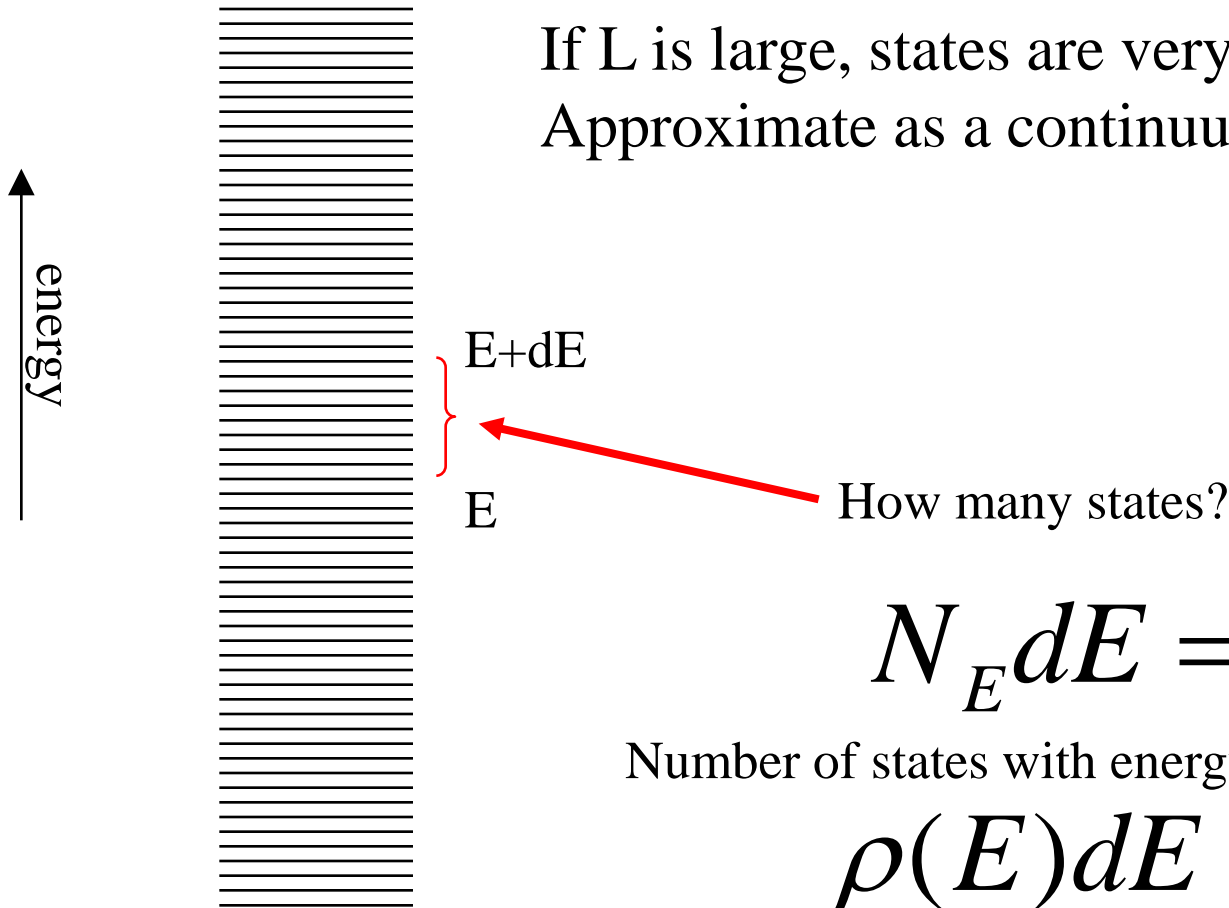 If L is large, states are very
Approximate as a continuu
energy
E+dE
E
How many states?
N_E dE =
Number of states with energ
ρ(E)dE